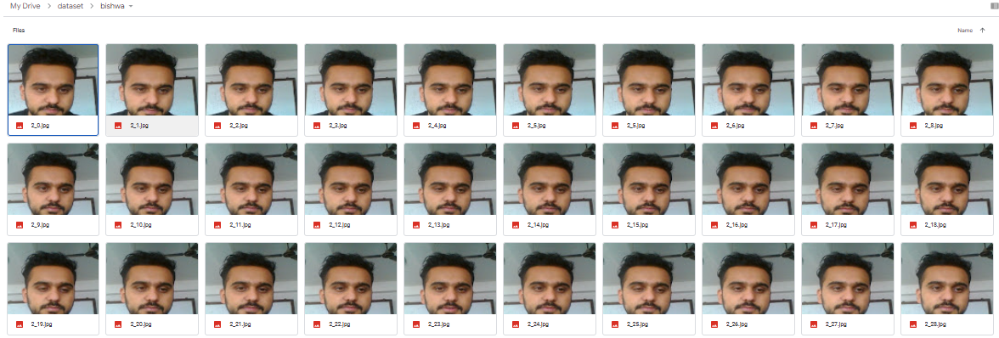 My Drive > dataset > bishwa
Files
Name
2_0.jpg
2_1.jpg
2_2.jpg
2_3.jpg
2_4.jpg
2_5.jpg
2_5.jpg
2_6.jpg
2_7.jpg
2_8.jpg
2_9.jpg
2_10.jpg
2_11.jpg
2_12.jpg
2_13.jpg
2_14.jpg
2_15.jpg
2_16.jpg
2_17.jpg
2_18.jpg
2_19.jpg
2_20.jpg
2_21.jpg
2_22.jpg
2_23.jpg
2_24.jpg
2_25.jpg
2_26.jpg
2_27.jpg
2_28.jpg